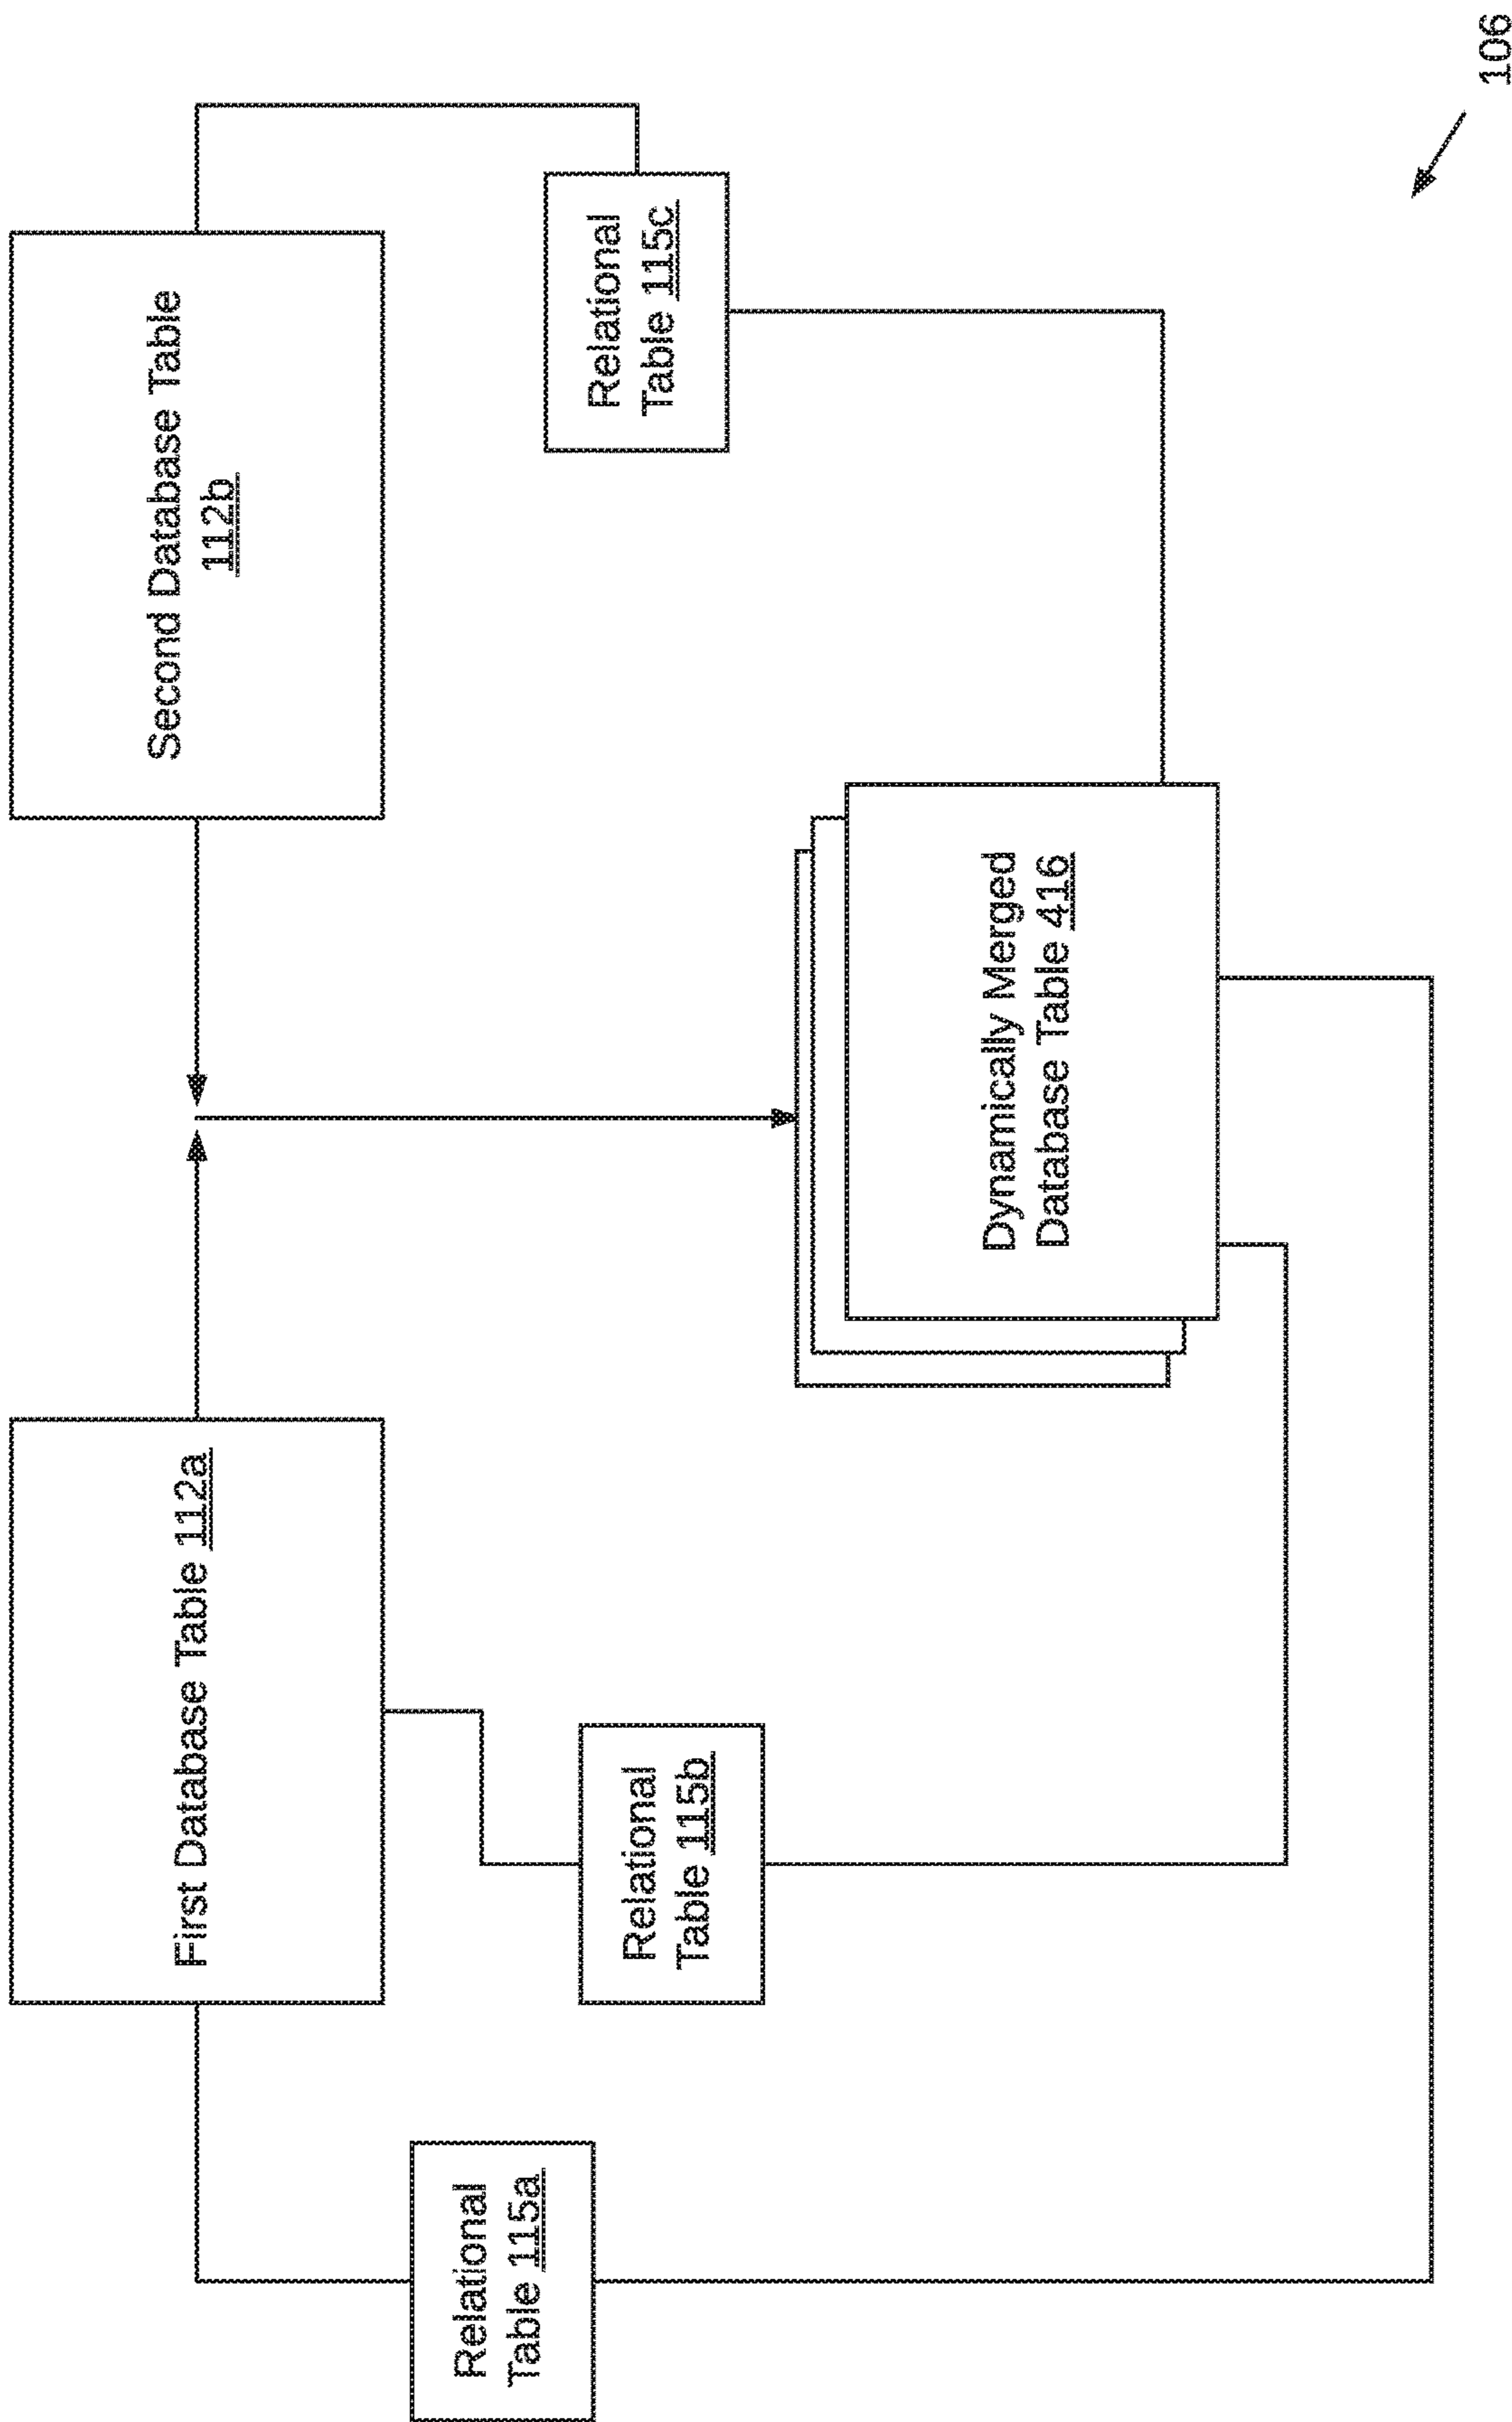 First Database Table 112a
Second Database Table
112b
Relational
Table 115a
Relational
Table 115b
Relational
Table 115c
Dynamically Merged
Database Table 416
106